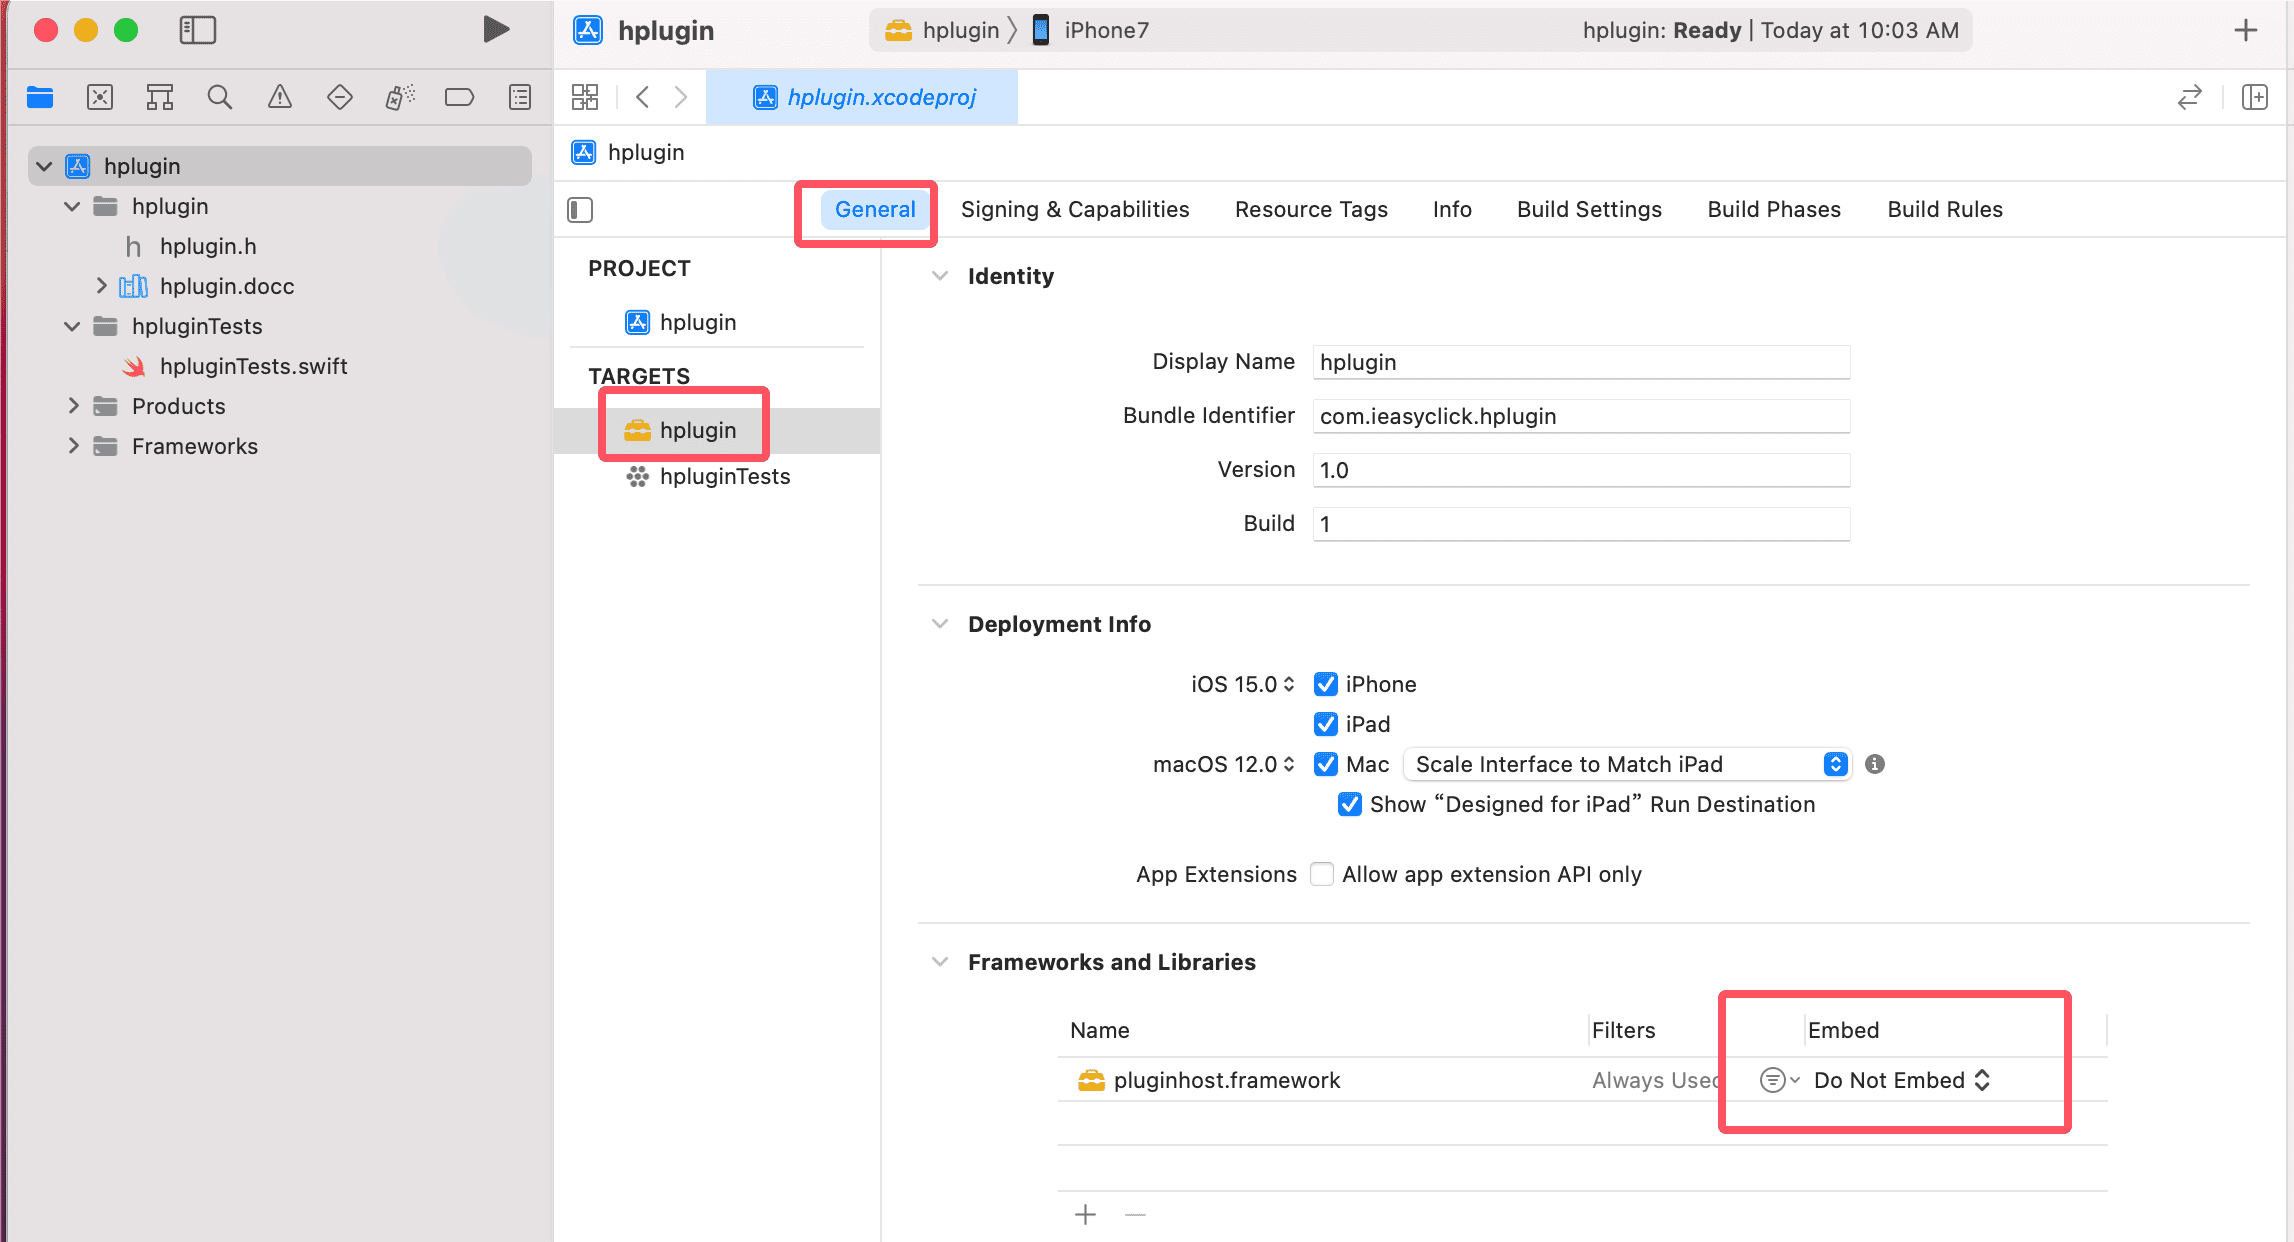 hplugin
hplugin 〉 iPhone7
hplugin: Ready | Today at 10:03 AM
hplugin.xcodeproj
hplugin
hplugin
hplugin
h hplugin.h
hplugin.docc
hpluginTests
hpluginTests.swift
Products
Frameworks
General Signing & Capabilities Resource Tags Info Build Settings Build Phases Build Rules
PROJECT
hplugin
TARGETS
hplugin
hpluginTests
Identity
Display Name hplugin
Bundle Identifier com.ieasyclick.hplugin
Version 1.0
Build 1
Deployment Info
iOS 15.0 iPhone
iPad
macOS 12.0 Mac Scale Interface to Match iPad
Show “Designed for iPad” Run Destination
App Extensions Allow app extension API only
Frameworks and Libraries
Name Filters Embed
pluginhost.framework Always Used Do Not Embed